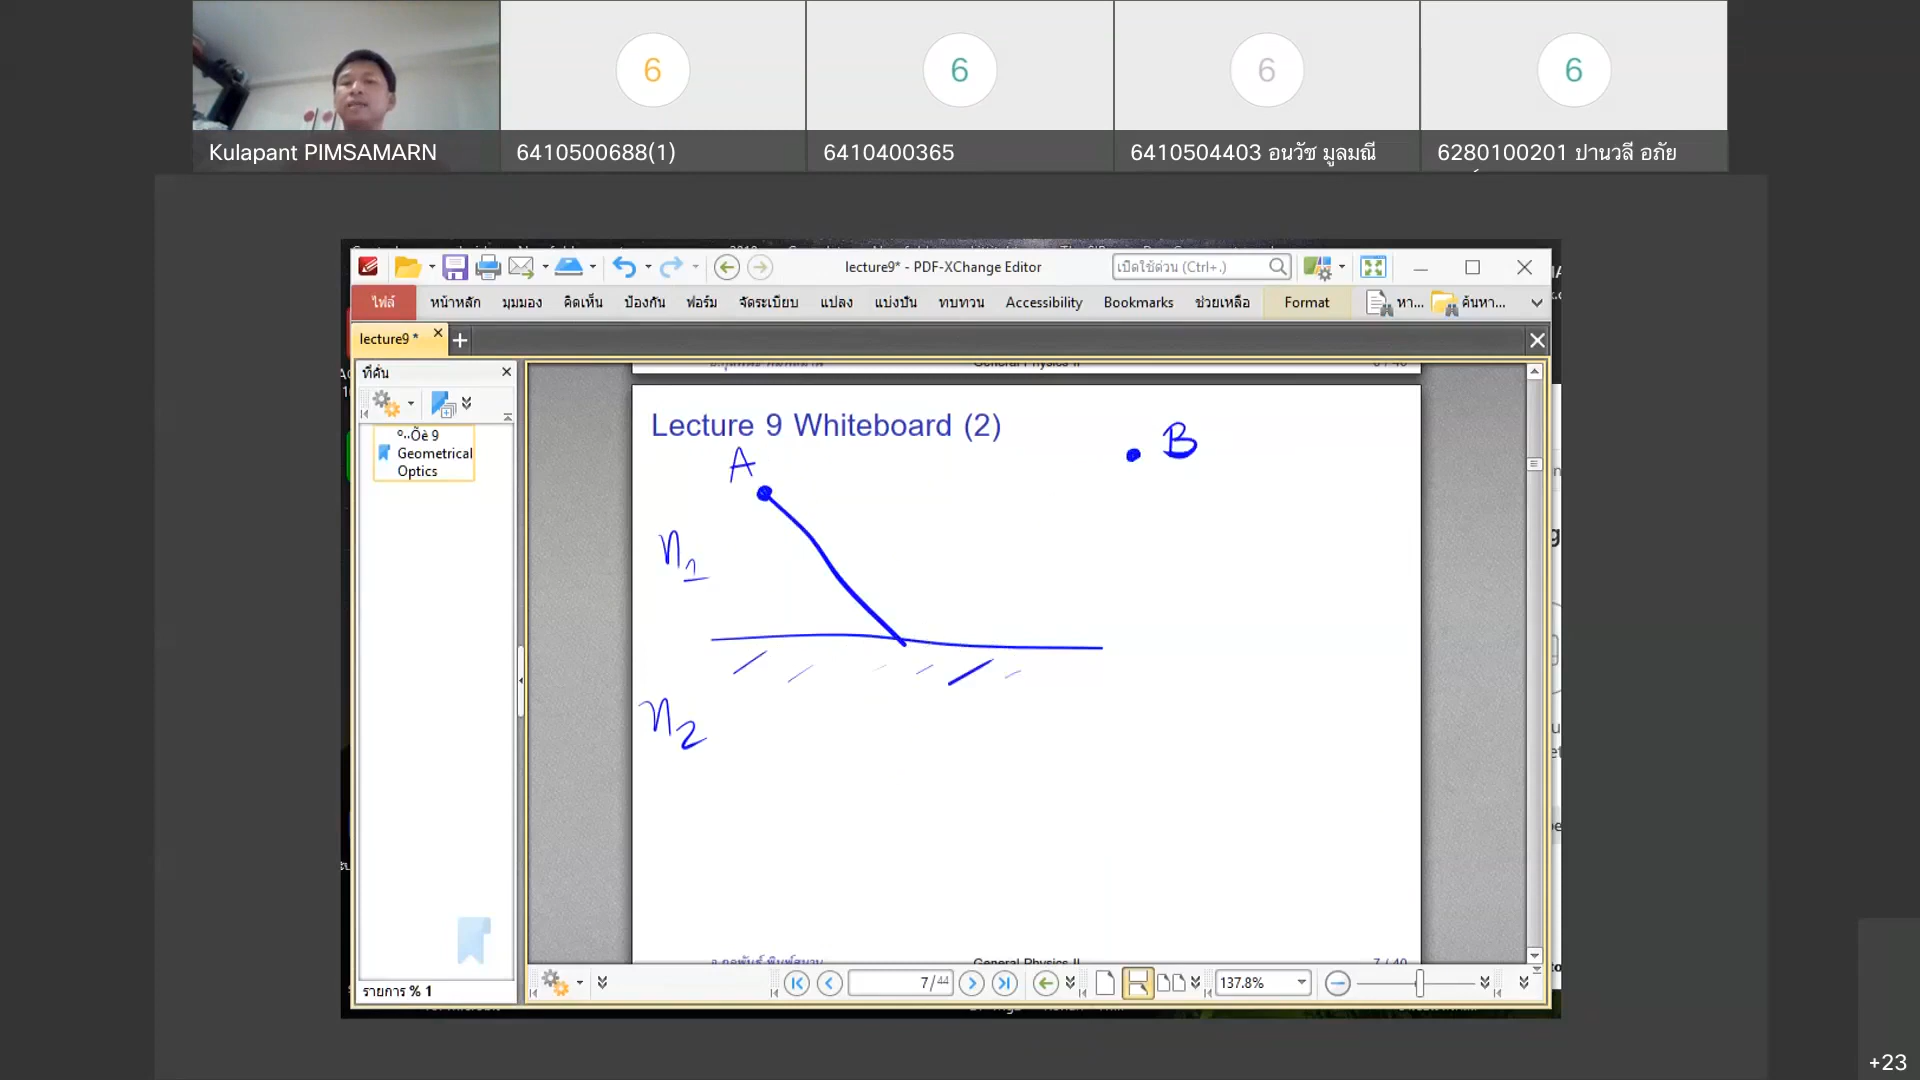 6
6
6
6
Kulapant PIMSAMARN
6410500688(1)
6410400365
6410504403 อนวัช มูลมณี
6280100201 ปานวลี อภัย
lecture9* - PDF-XChange Editor
เปิดใช้ด่วน (Ctrl+.)
ไฟล์ หน้าหลัก มุมมอง คิดเห็น ป้องกัน ฟอร์ม จัดระเบียบ แปลง แบ่งปัน ทบทวน Accessibility Bookmarks ช่วยเหลือ Format หา... ค้นหา...
lecture9 *
ที่คั่น
9
Geometrical
Optics
General Physics II
Lecture 9 Whiteboard (2)
B
A
n1
n2
General Physics II 7 / 40
รายการ % 1
7 / 44
137.8%
+23